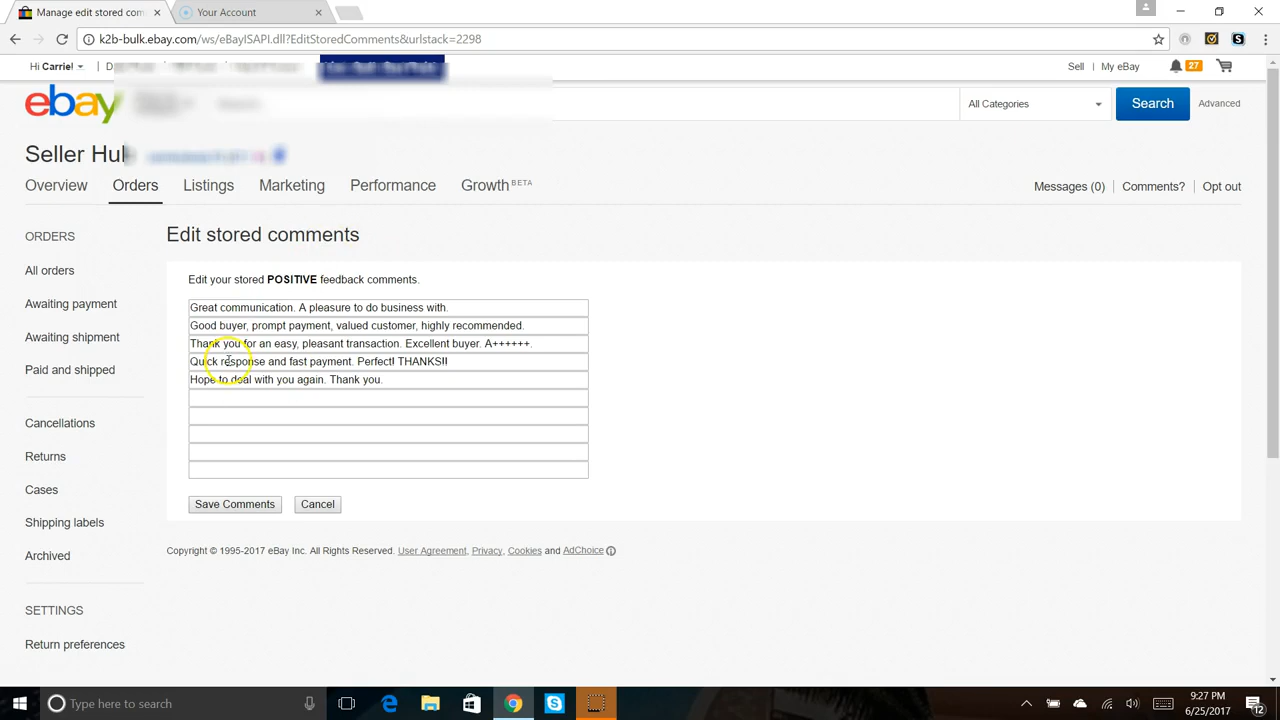 Manage edit stored com
Your Account
k2b-bulk.ebay.com/ws/eBayISAPI.dll?EditStoredComments&urlstack=2298
Hi Carriel
Sell
My eBay
27
ebay
All Categories
Search
Advanced
Seller Hub
Overview
Orders
Listings
Marketing
Performance
Growth BETA
Messages (0)
Comments?
Opt out
ORDERS
All orders
Awaiting payment
Awaiting shipment
Paid and shipped
Cancellations
Returns
Cases
Shipping labels
Archived
SETTINGS
Return preferences
Edit stored comments
Edit your stored POSITIVE feedback comments.
Great communication. A pleasure to do business with.
Good buyer, prompt payment, valued customer, highly recommended.
Thank you for an easy, pleasant transaction. Excellent buyer. A++++++.
Quick response and fast payment. Perfect! THANKS!!
Hope to deal with you again. Thank you.
Save Comments
Cancel
Copyright © 1995-2017 eBay Inc. All Rights Reserved. User Agreement, Privacy, Cookies and AdChoice
Type here to search
9:27 PM
6/25/2017
12